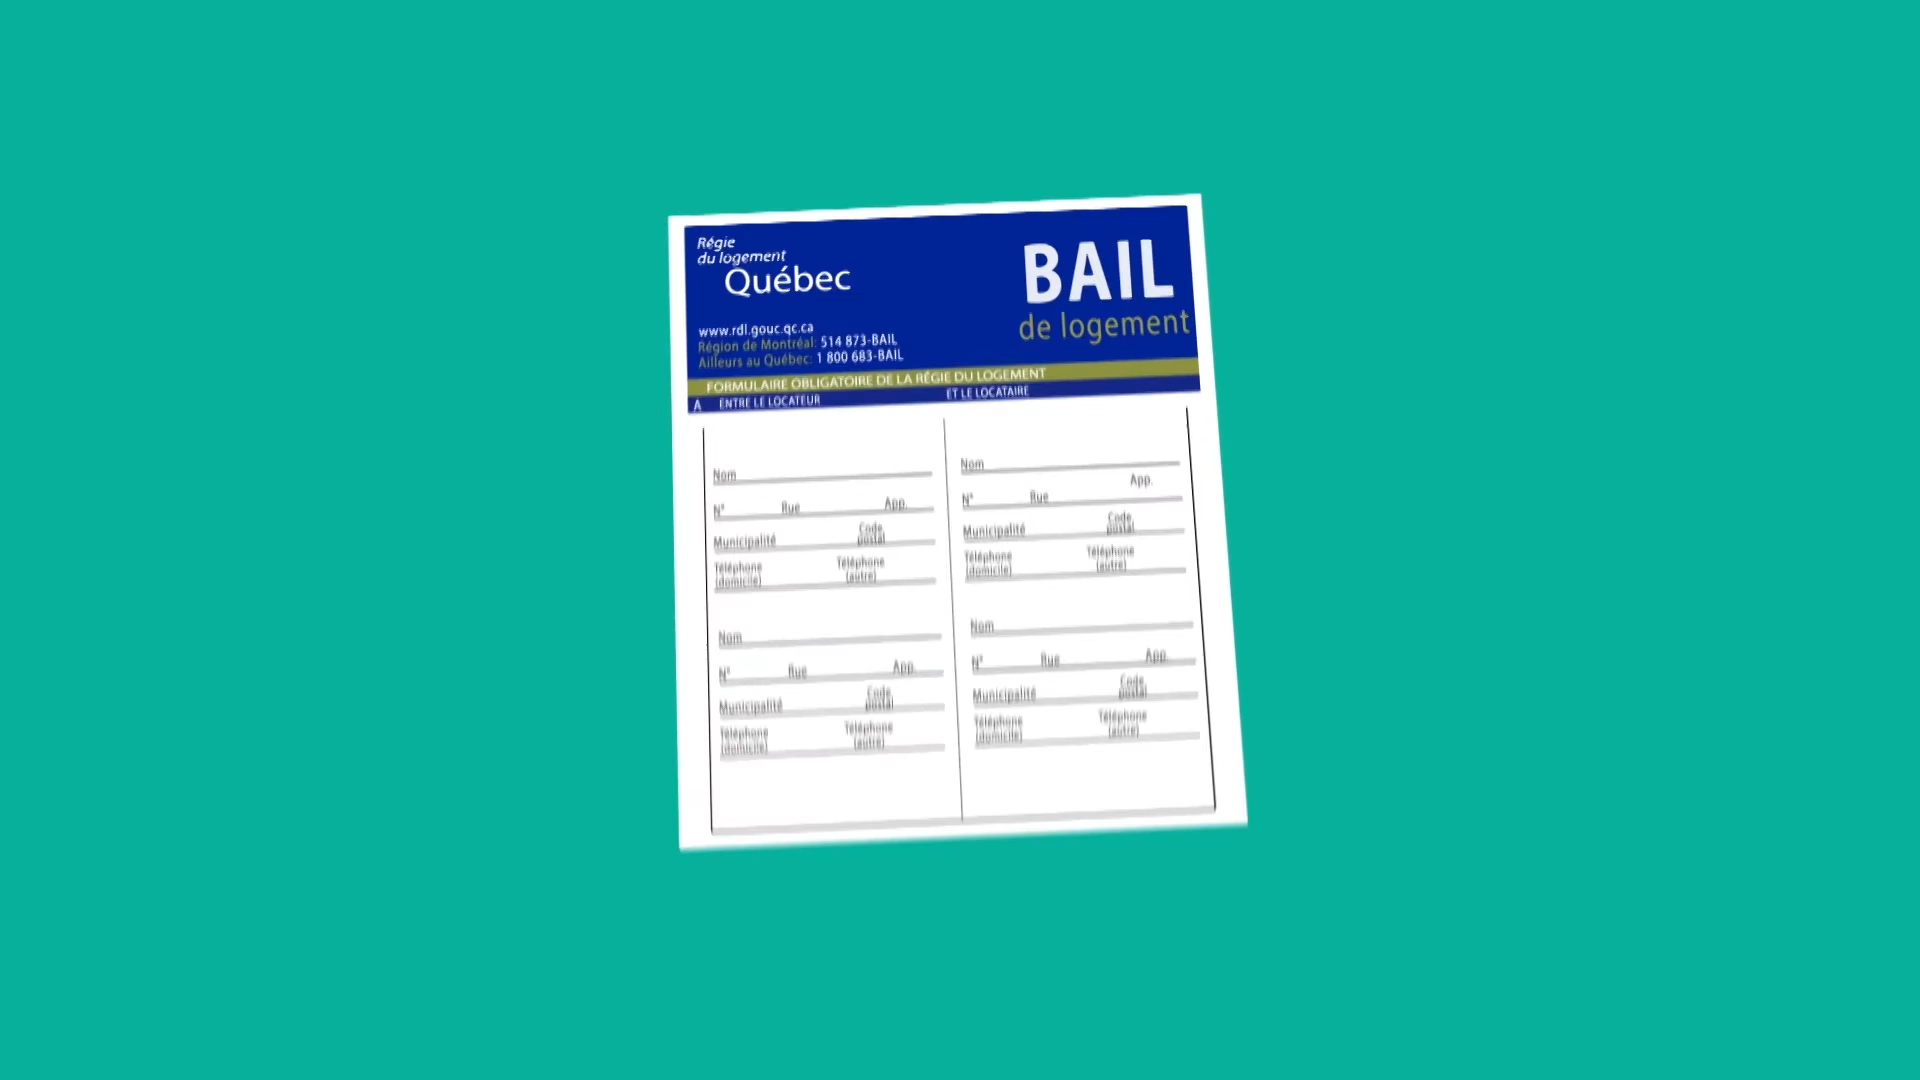 Régie
du logement
Québec
BAIL
de logement
www.rdl.gouc.qc.ca
Région de Montréal: 514 873-BAIL
Ailleurs au Québec: 1 800 683-BAIL
FORMULAIRE OBLIGATOIRE DE LA RÉGIE DU LOGEMENT
A ENTRE LE LOCATEUR ET LE LOCATAIRE
Nom
N° Rue App.
Municipalité Code postal
Téléphone (domicile) Téléphone (autre)
Nom
N° Rue App.
Municipalité Code postal
Téléphone (domicile) Téléphone (autre)
Nom
N° Rue App.
Municipalité Code postal
Téléphone (domicile) Téléphone (autre)
Nom
N° Rue App.
Municipalité Code postal
Téléphone (domicile) Téléphone (autre)